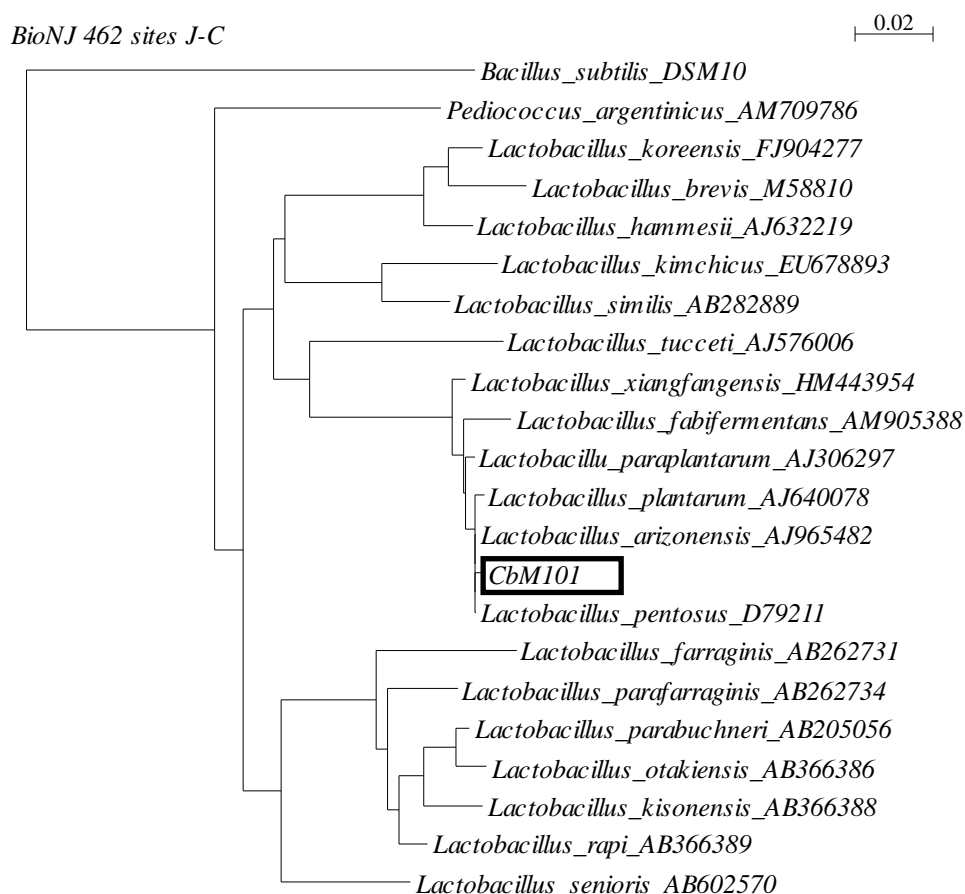 BioNJ 462 sites J-C
0.02
Bacillus_subtilis_DSM10
Pediococcus_argentinicus_AM709786
Lactobacillus_koreensis_FJ904277
Lactobacillus_brevis_M58810
Lactobacillus_hammesii_AJ632219
Lactobacillus_kimchicus_EU678893
Lactobacillus_similis_AB282889
Lactobacillus_tucceti_AJ576006
Lactobacillus_xiangfangensis_HM443954
Lactobacillus_fabifermentans_AM905388
Lactobacillu_paraplantarum_AJ306297
Lactobacillus_plantarum_AJ640078
Lactobacillus_arizonensis_AJ965482
CbM101
Lactobacillus_pentosus_D79211
Lactobacillus_farraginis_AB262731
Lactobacillus_parafarraginis_AB262734
Lactobacillus_parabuchneri_AB205056
Lactobacillus_otakiensis_AB366386
Lactobacillus_kisonensis_AB366388
Lactobacillus_rapi_AB366389
Lactobacillus_senioris_AB602570